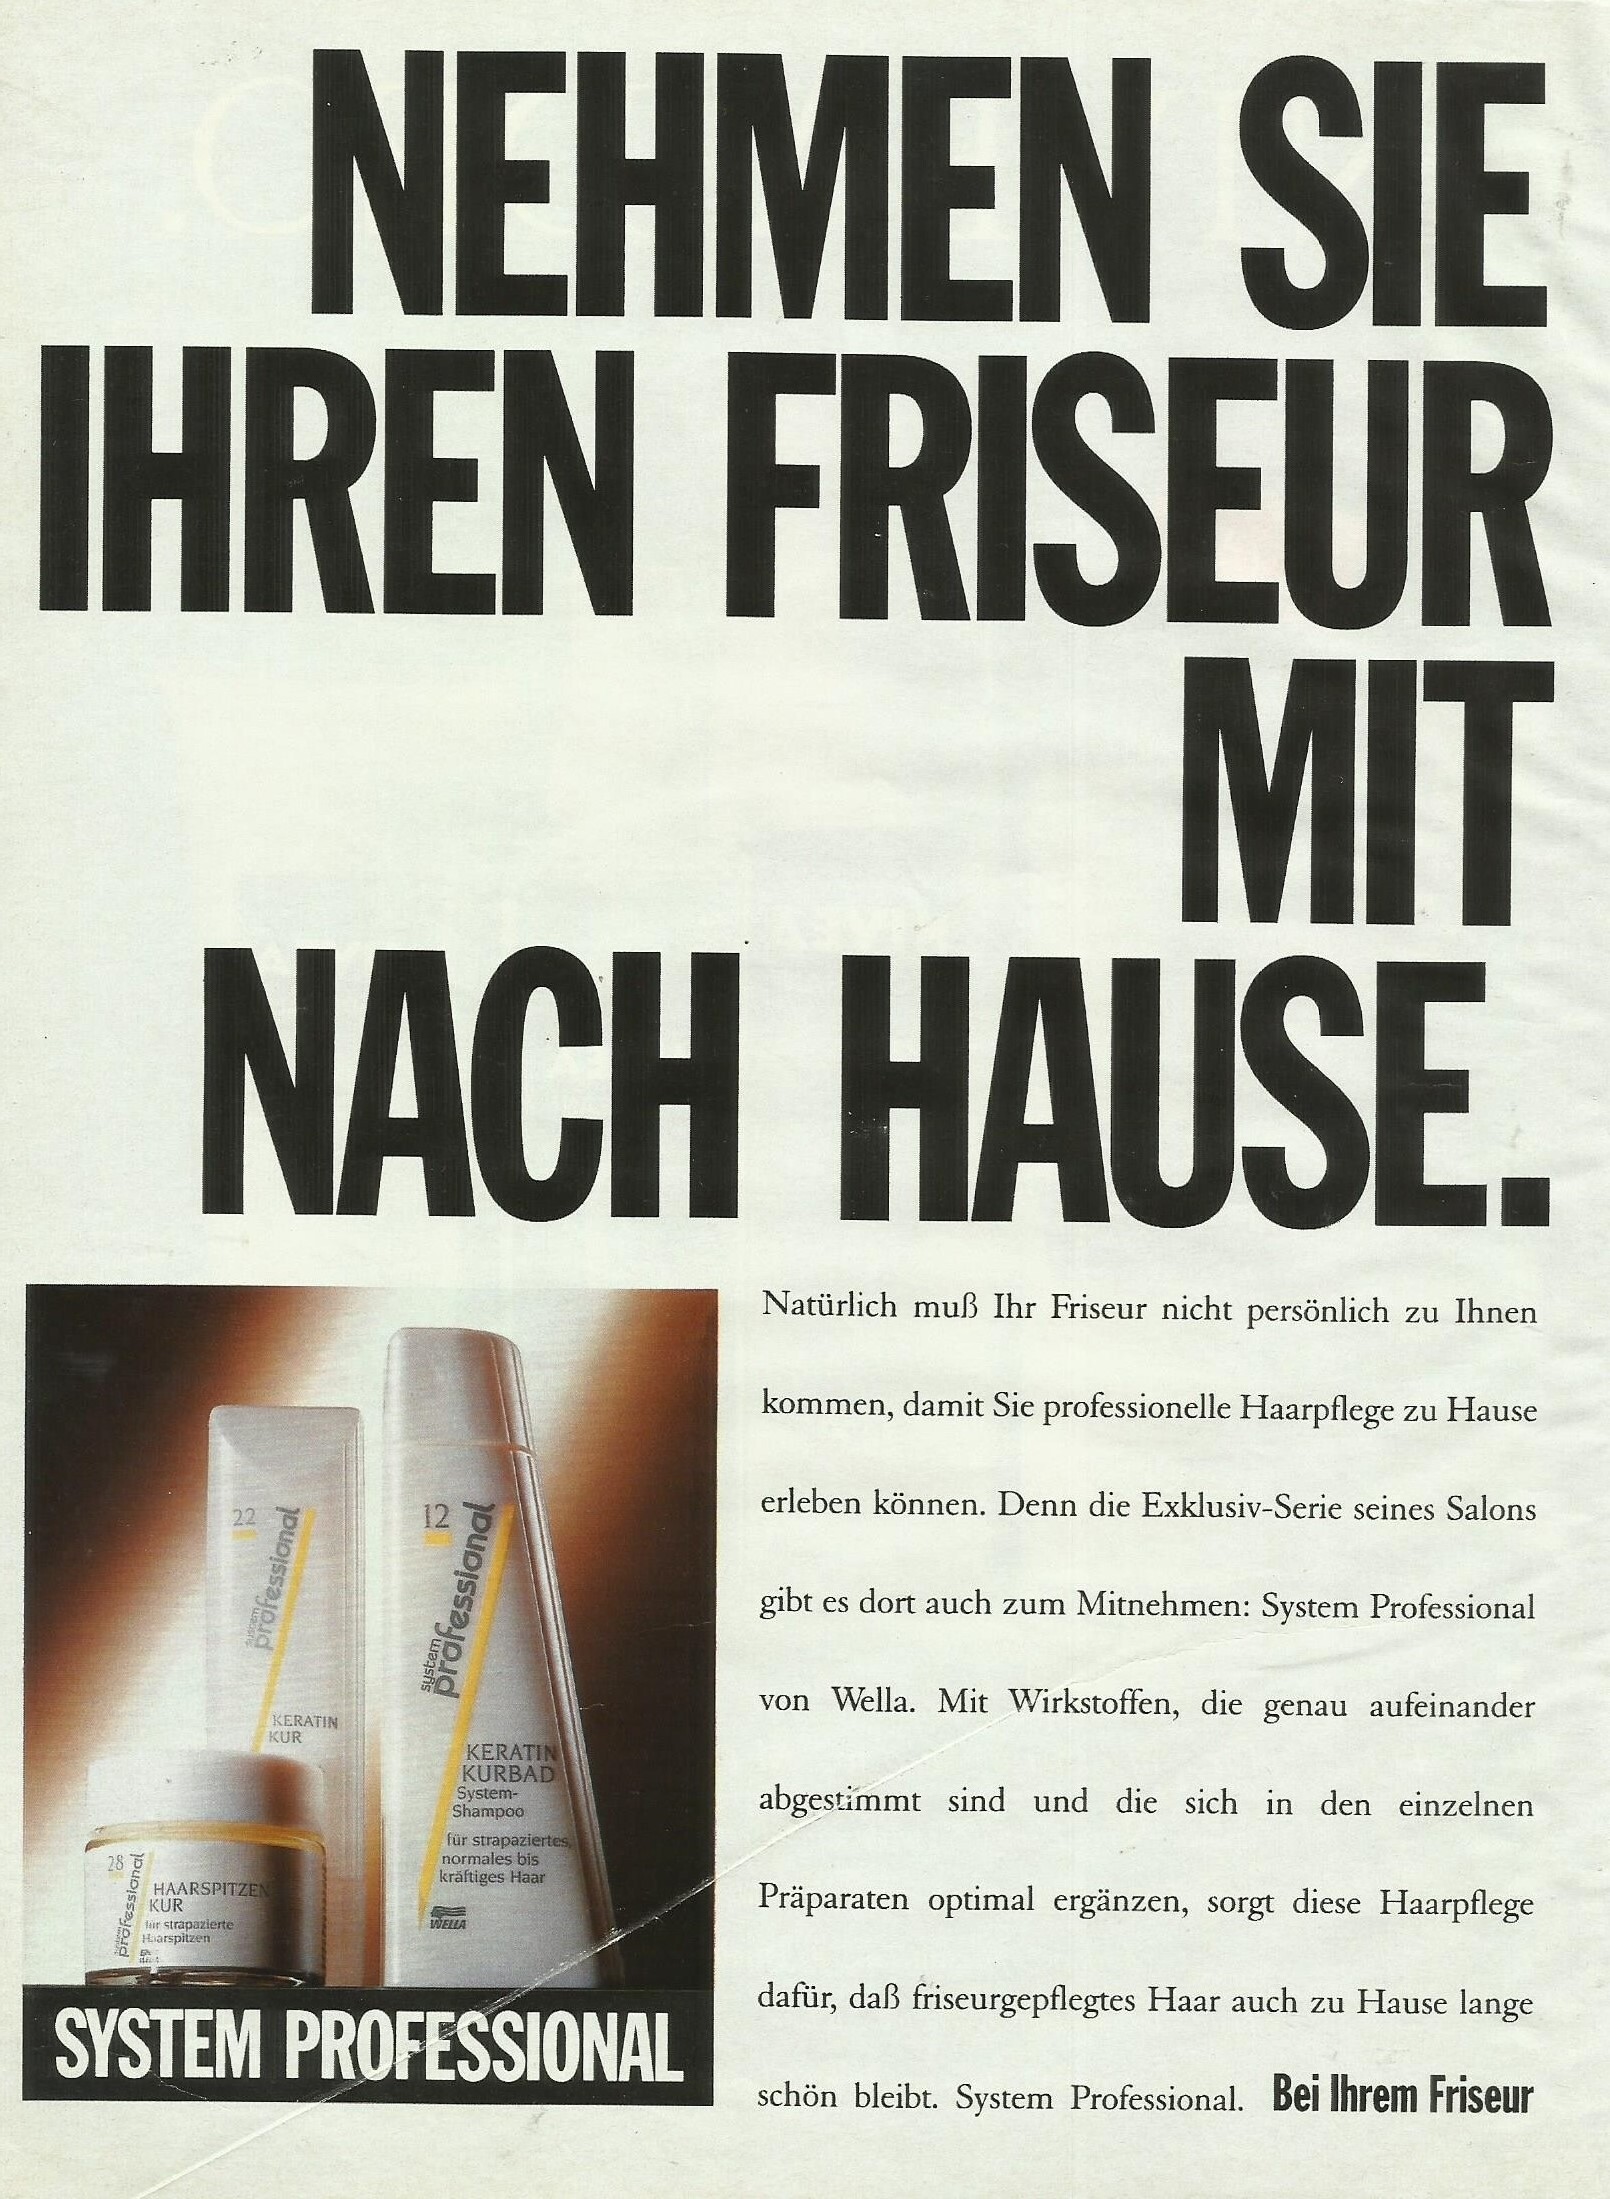 NEHMEN SIE
IHREN FRISEUR
MIT
NACH HAUSE.
Natürlich muß Ihr Friseur nicht persönlich zu Ihnen
kommen, damit Sie professionelle Haarpflege zu Hause
erleben können. Denn die Exklusiv-Serie seines Salons
gibt es dort auch zum Mitnehmen: System Professional
von Wella. Mit Wirkstoffen, die genau aufeinander
abgestimmt sind und die sich in den einzelnen
Präparaten optimal ergänzen, sorgt diese Haarpflege
dafür, daß friseurgepflegtes Haar auch zu Hause lange
schön bleibt. System Professional. Bei Ihrem Friseur
22
system
professional
KERATIN
KUR
12
system
professional
KERATIN
KURBAD
System-
Shampoo
für strapaziertes,
normales bis
kräftiges Haar
WELLA
28
system
professional
HAARSPITZEN
KUR
für strapazierte
Haarspitzen
SYSTEM PROFESSIONAL